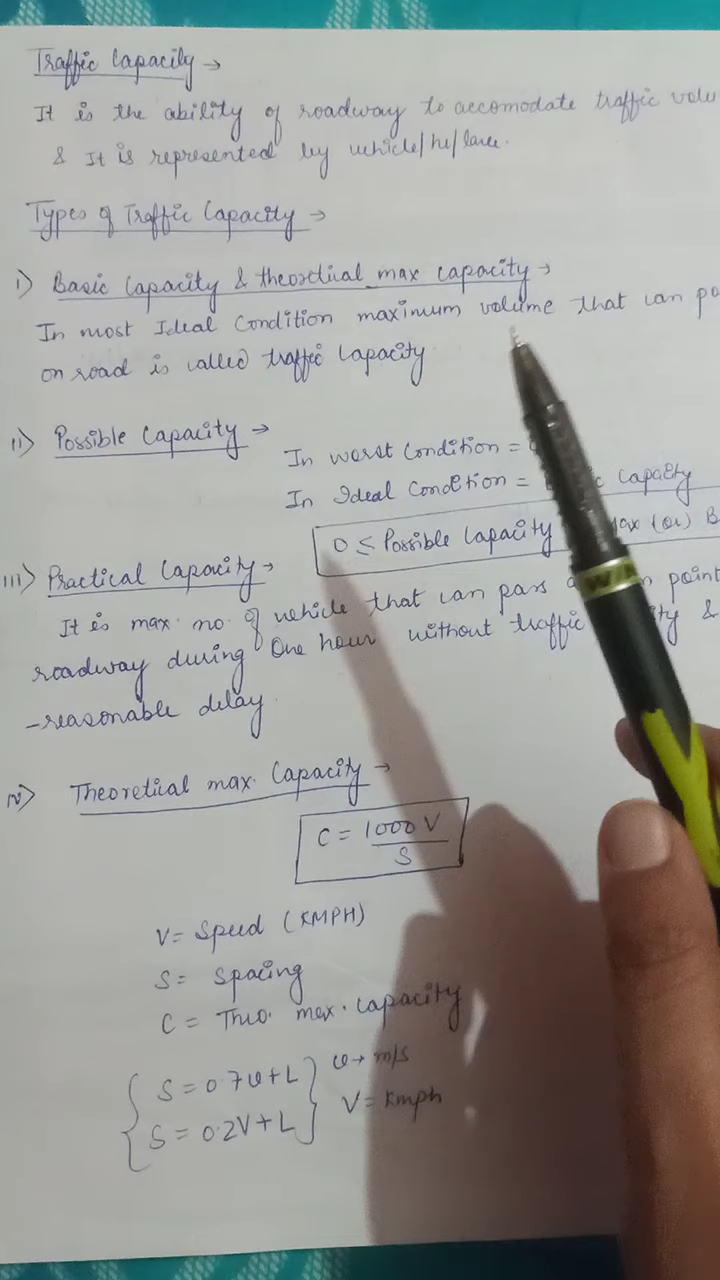 Traffic Capacity →
It is the ability of roadway to accomodate traffic volu
& It is represented by vehicle/hr/lane.
Types of Traffic Capacity →
i) Basic Capacity & theoretical max capacity →
In most Ideal Condition maximum volume that can pa
on road is called traffic capacity
ii) Possible Capacity →
In worst Condition =
In Ideal Condition = c Capacity
0 ≤ Possible Capacity Max (or) B
iii) Practical Capacity →
It is max. no. of vehicle that can pass point
roadway during One hour without traffic &
-reasonable delay
iv) Theoretical max. Capacity →
C = 1000 V
S
V = Speed (KMPH)
S = Spacing
C = Theo. max. capacity
S = 0.7v+L v → m/s
S = 0.2V+L V = Kmph